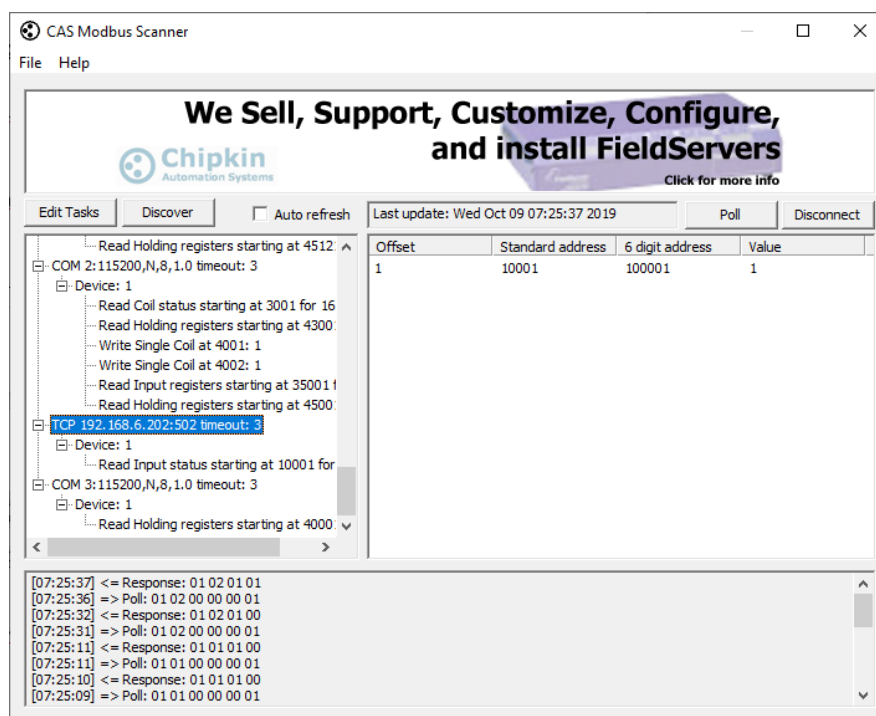 CAS Modbus Scanner
File Help
We Sell, Support, Customize, Configure,
and install FieldServers
Chipkin
Automation Systems
Click for more info
Edit Tasks Discover Auto refresh Last update: Wed Oct 09 07:25:37 2019 Poll Disconnect
Read Holding registers starting at 4512
COM 2:115200,N,8,1.0 timeout: 3
Device: 1
Read Coil status starting at 3001 for 16
Read Holding registers starting at 4300
Write Single Coil at 4001: 1
Write Single Coil at 4002: 1
Read Input registers starting at 35001 f
Read Holding registers starting at 4500
TCP 192.168.6.202:502 timeout: 3
Device: 1
Read Input status starting at 10001 for
COM 3:115200,N,8,1.0 timeout: 3
Device: 1
Read Holding registers starting at 4000
Offset Standard address 6 digit address Value
1 10001 100001 1
[07:25:37] <= Response: 01 02 01 01
[07:25:36] => Poll: 01 02 00 00 00 01
[07:25:32] <= Response: 01 02 01 00
[07:25:31] => Poll: 01 02 00 00 00 01
[07:25:11] <= Response: 01 01 01 00
[07:25:11] => Poll: 01 01 00 00 00 01
[07:25:10] <= Response: 01 01 01 00
[07:25:09] => Poll: 01 01 00 00 00 01